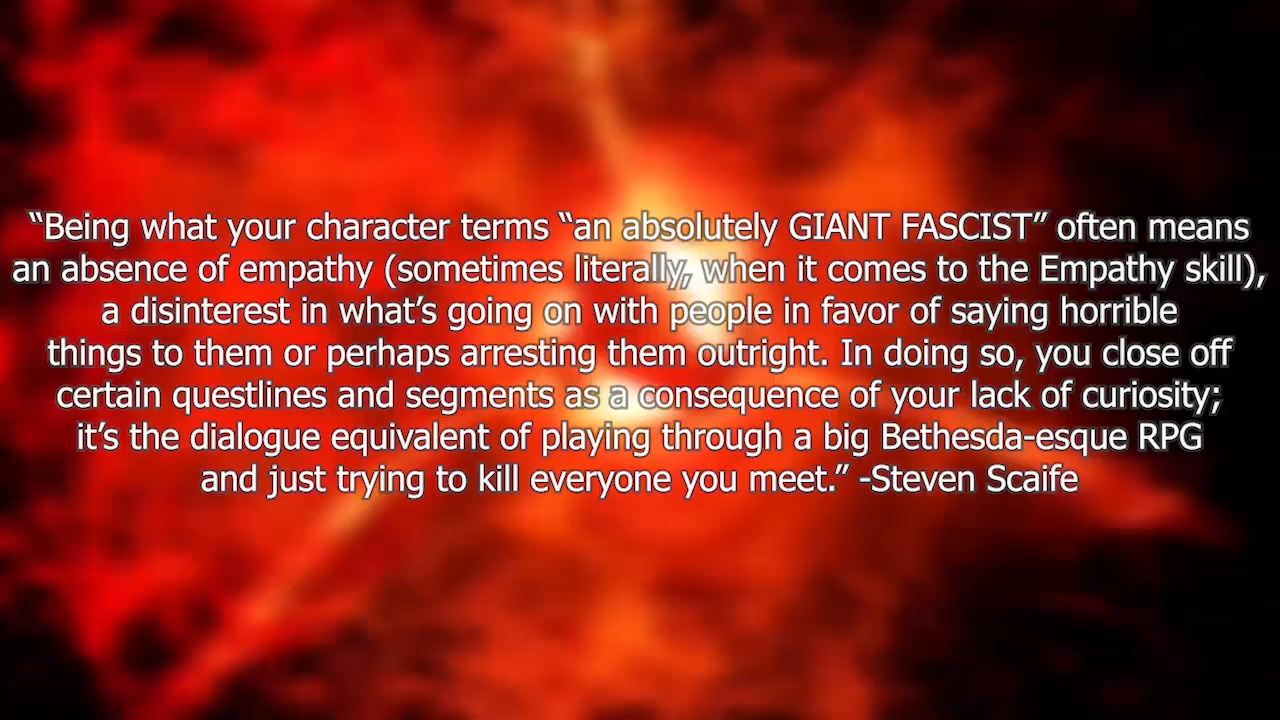 “Being what your character terms “an absolutely GIANT FASCIST” often means
an absence of empathy (sometimes literally, when it comes to the Empathy skill),
a disinterest in what’s going on with people in favor of saying horrible
things to them or perhaps arresting them outright. In doing so, you close off
certain questlines and segments as a consequence of your lack of curiosity;
it’s the dialogue equivalent of playing through a big Bethesda-esque RPG
and just trying to kill everyone you meet.” -Steven Scaife